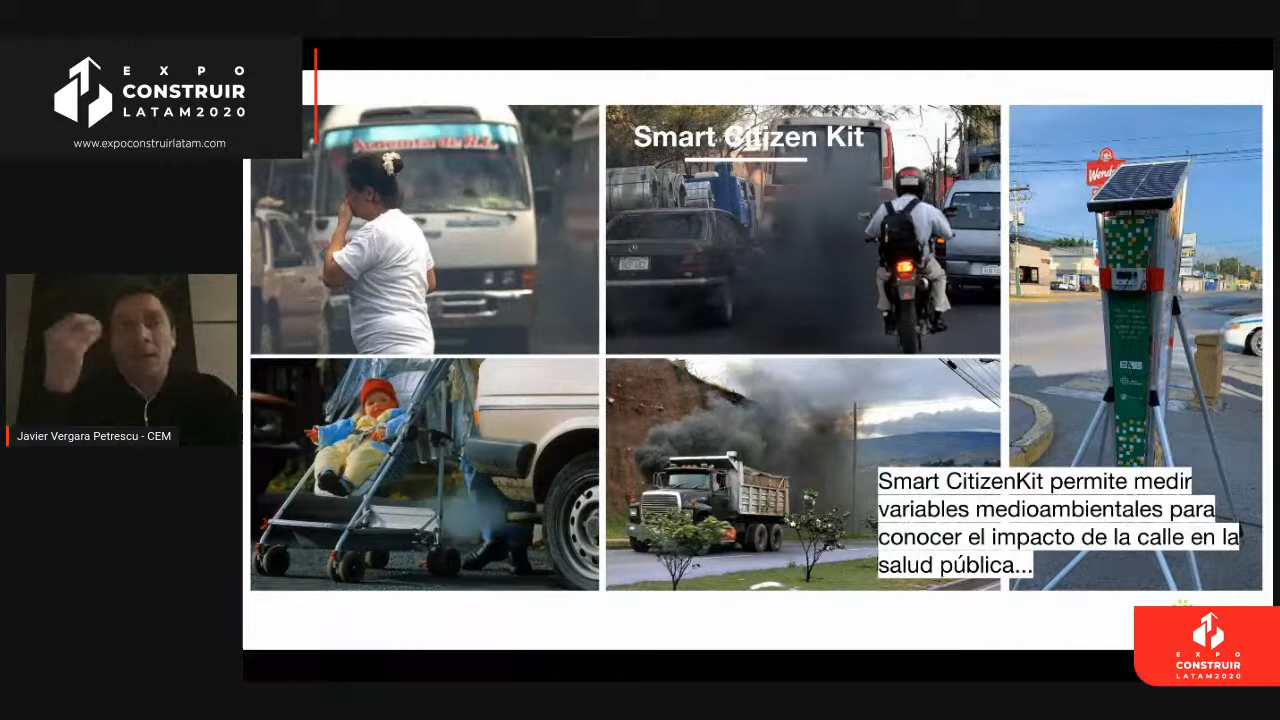 EXPO
CONSTRUIR
LATAM2020
www.expoconstruirlatam.com
Smart Citizen Kit
Wend
Javier Vergara Petrescu - CEM
Smart CitizenKit permite medir
variables medioambientales para
conocer el impacto de la calle en la
salud pública...
EXPO
CONSTRUIR
LATAM2020